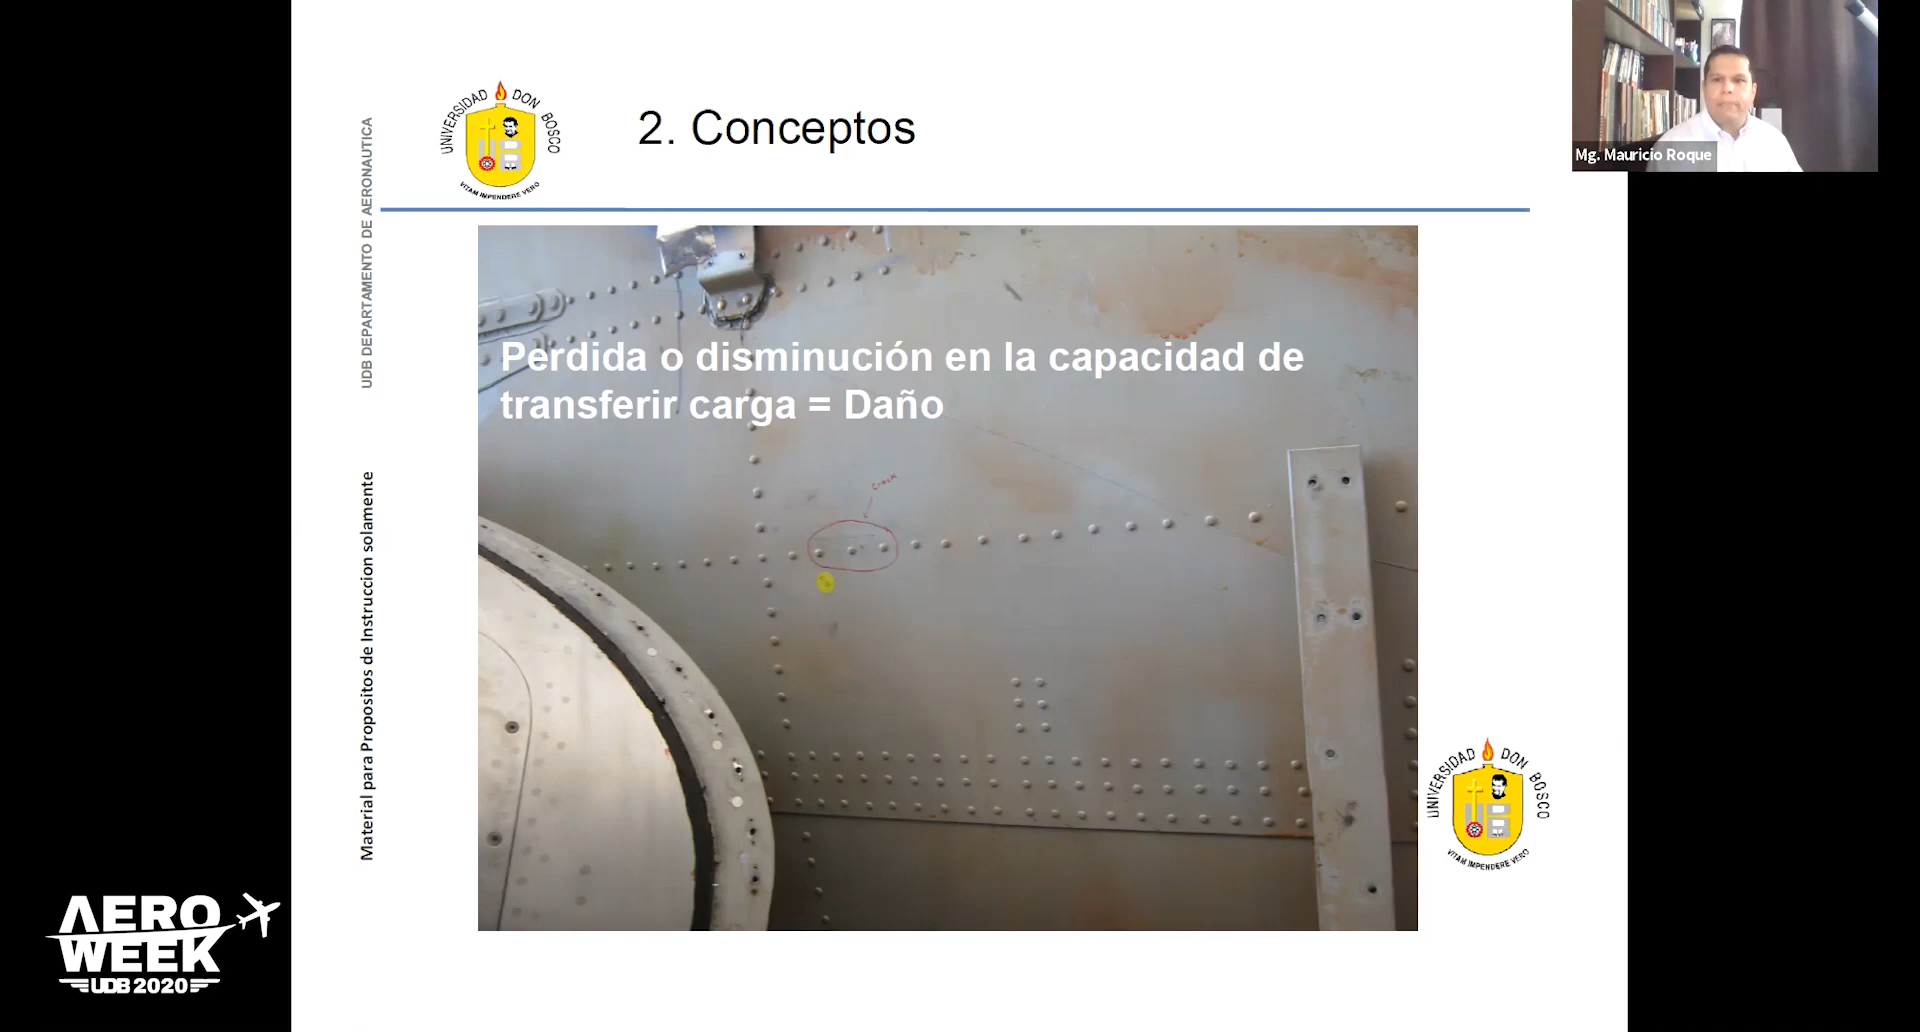 UNIVERSIDAD DON BOSCO
VITAM IMPENDERE VERO
2. Conceptos
Mg. Mauricio Roque
UDB DEPARTAMENTO DE AERONAUTICA
Material para Propositos de Instruccion solamente
Perdida o disminución en la capacidad de
transferir carga = Daño
Crack
UNIVERSIDAD DON BOSCO
VITAM IMPENDERE VERO
AERO
WEEK
UDB 2020